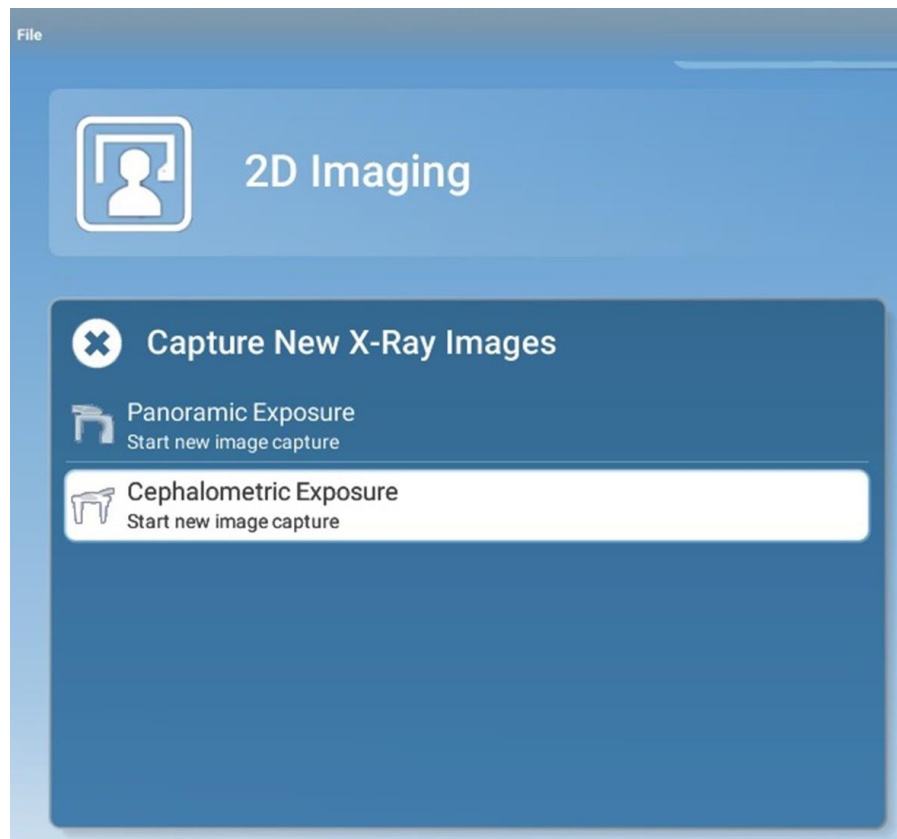 File
2D Imaging
Capture New X-Ray Images
Panoramic Exposure
Start new image capture
Cephalometric Exposure
Start new image capture